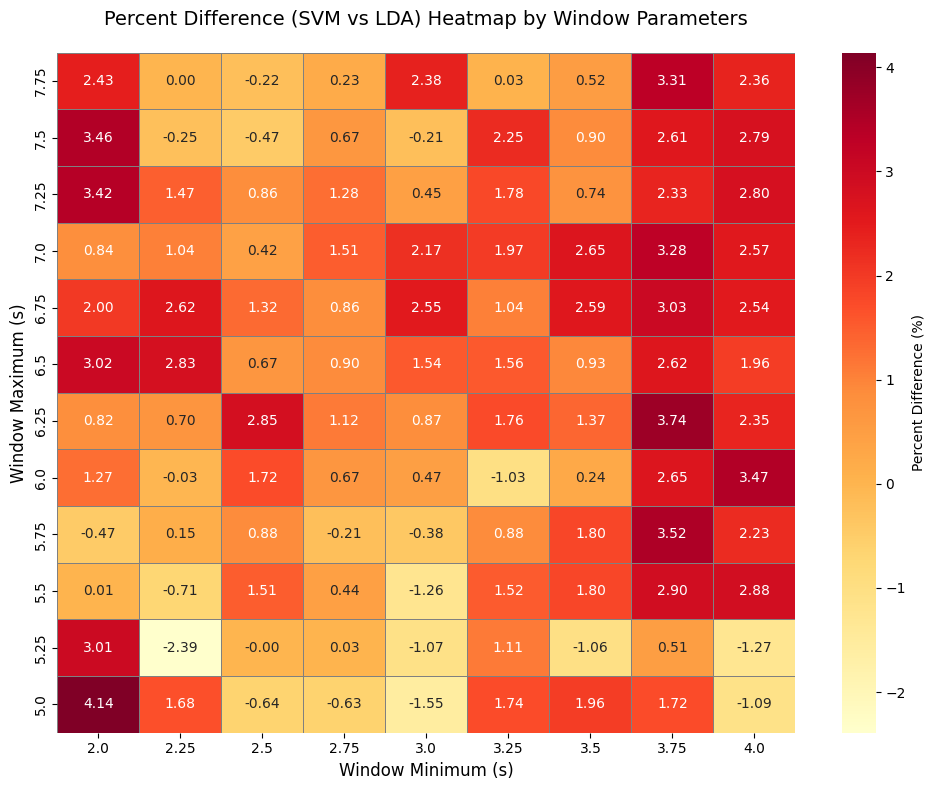 Percent Difference (SVM vs LDA) Heatmap by Window Parameters
7.75 2.43 0.00 -0.22 0.23 2.38 0.03 0.52 3.31 2.36
7.5 3.46 -0.25 -0.47 0.67 -0.21 2.25 0.90 2.61 2.79
7.25 3.42 1.47 0.86 1.28 0.45 1.78 0.74 2.33 2.80
7.0 0.84 1.04 0.42 1.51 2.17 1.97 2.65 3.28 2.57
6.75 2.00 2.62 1.32 0.86 2.55 1.04 2.59 3.03 2.54
6.5 3.02 2.83 0.67 0.90 1.54 1.56 0.93 2.62 1.96
6.25 0.82 0.70 2.85 1.12 0.87 1.76 1.37 3.74 2.35
6.0 1.27 -0.03 1.72 0.67 0.47 -1.03 0.24 2.65 3.47
5.75 -0.47 0.15 0.88 -0.21 -0.38 0.88 1.80 3.52 2.23
5.5 0.01 -0.71 1.51 0.44 -1.26 1.52 1.80 2.90 2.88
5.25 3.01 -2.39 -0.00 0.03 -1.07 1.11 -1.06 0.51 -1.27
5.0 4.14 1.68 -0.64 -0.63 -1.55 1.74 1.96 1.72 -1.09
2.0 2.25 2.5 2.75 3.0 3.25 3.5 3.75 4.0
Window Minimum (s)
Window Maximum (s)
4
3
2
1
0
−1
−2
Percent Difference (%)